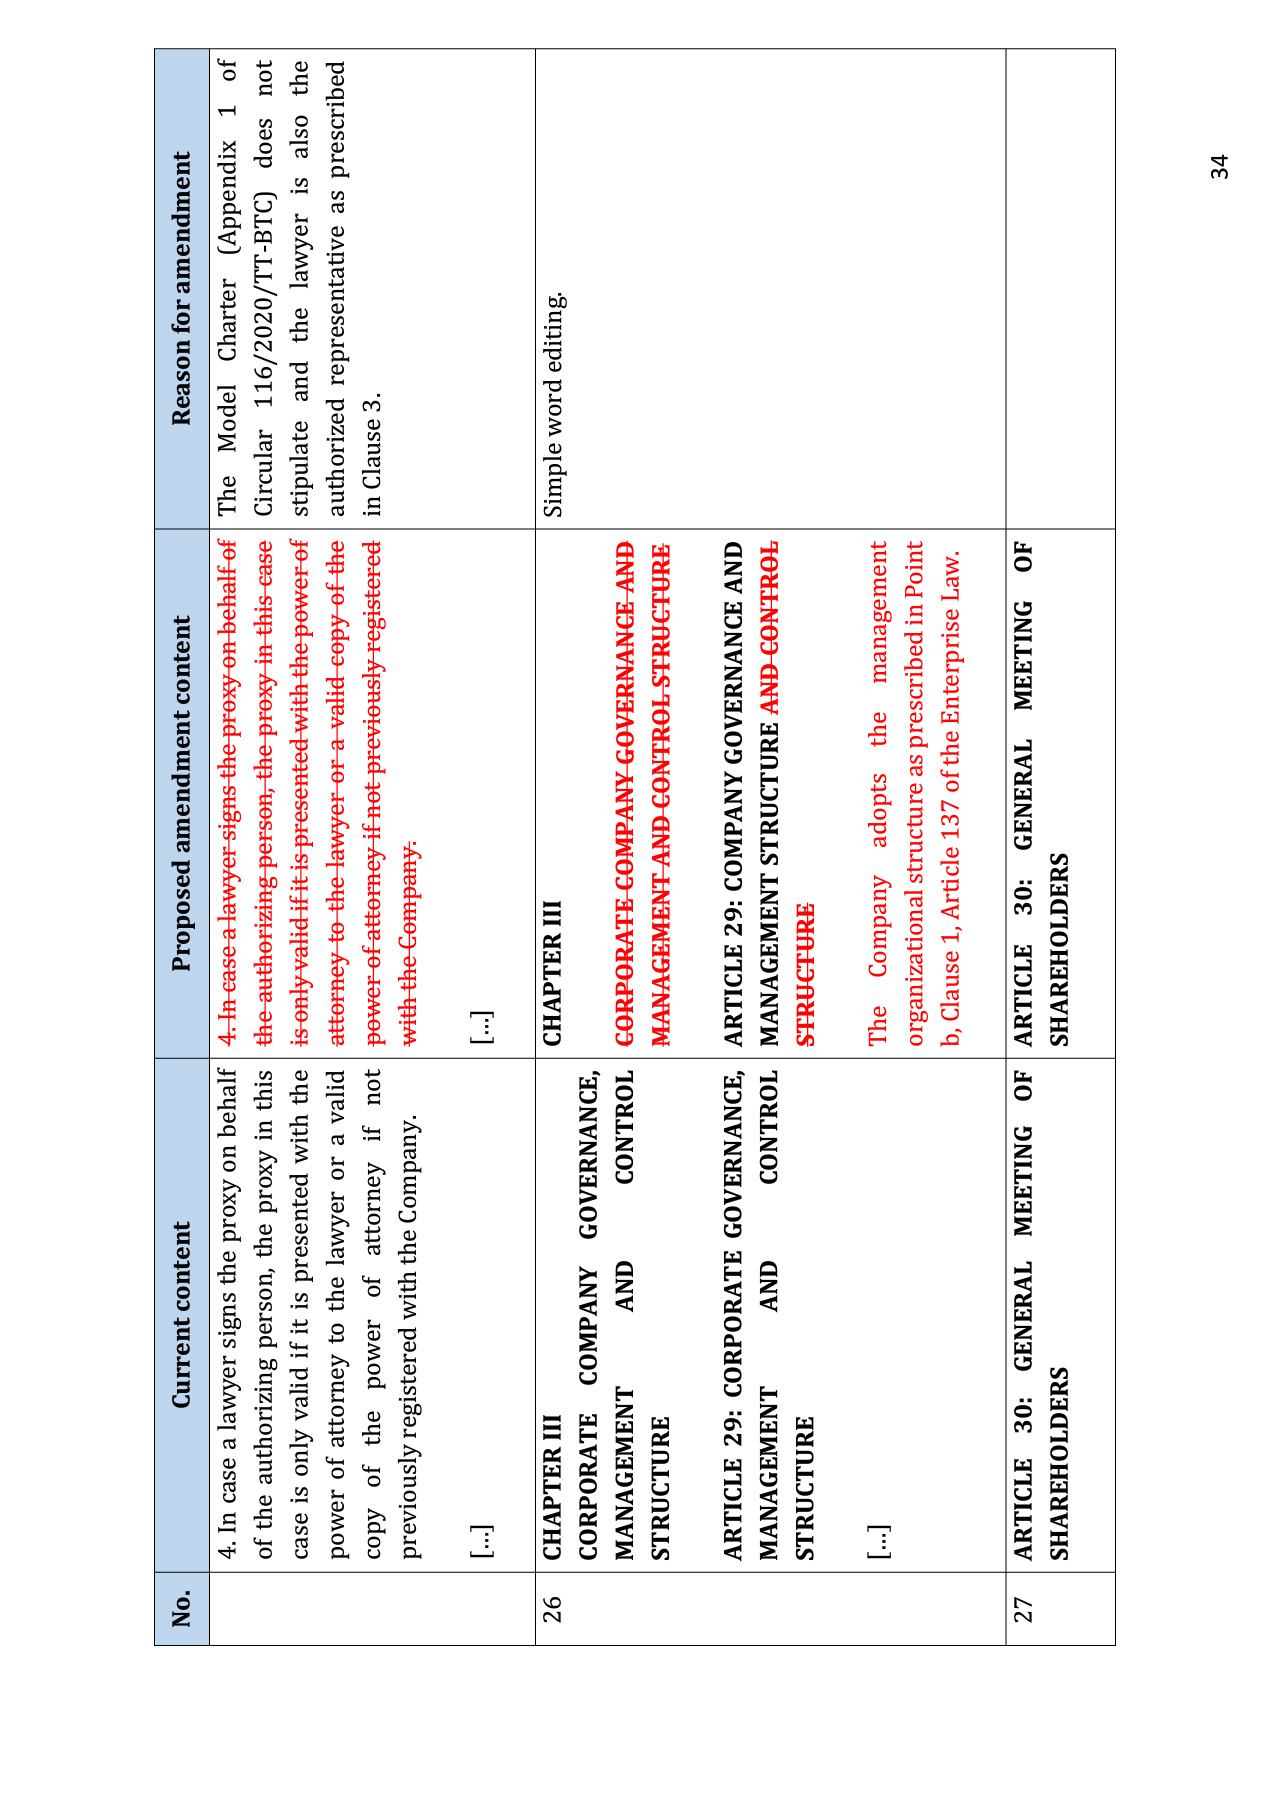 No.
Current content
Proposed amendment content
Reason for amendment
4. In case a lawyer signs the proxy on behalf
of the authorizing person, the proxy in this
case is only valid if it is presented with the
power of attorney to the lawyer or a valid
copy of the power of attorney if not
previously registered with the Company.
[...]
4. In case a lawyer signs the proxy on behalf of
the authorizing person, the proxy in this case
is only valid if it is presented with the power of
attorney to the lawyer or a valid copy of the
power of attorney if not previously registered
with the Company.
[...]
The Model Charter (Appendix 1 of
Circular 116/2020/TT-BTC) does not
stipulate and the lawyer is also the
authorized representative as prescribed
in Clause 3.
26
CHAPTER III
CORPORATE COMPANY GOVERNANCE,
MANAGEMENT AND CONTROL
STRUCTURE
ARTICLE 29: CORPORATE GOVERNANCE,
MANAGEMENT AND CONTROL
STRUCTURE
[...]
CHAPTER III
CORPORATE COMPANY GOVERNANCE AND
MANAGEMENT AND CONTROL STRUCTURE
ARTICLE 29: COMPANY GOVERNANCE AND
MANAGEMENT STRUCTURE AND CONTROL
STRUCTURE
The Company adopts the management
organizational structure as prescribed in Point
b, Clause 1, Article 137 of the Enterprise Law.
Simple word editing.
27
ARTICLE 30: GENERAL MEETING OF
SHAREHOLDERS
ARTICLE 30: GENERAL MEETING OF
SHAREHOLDERS
34